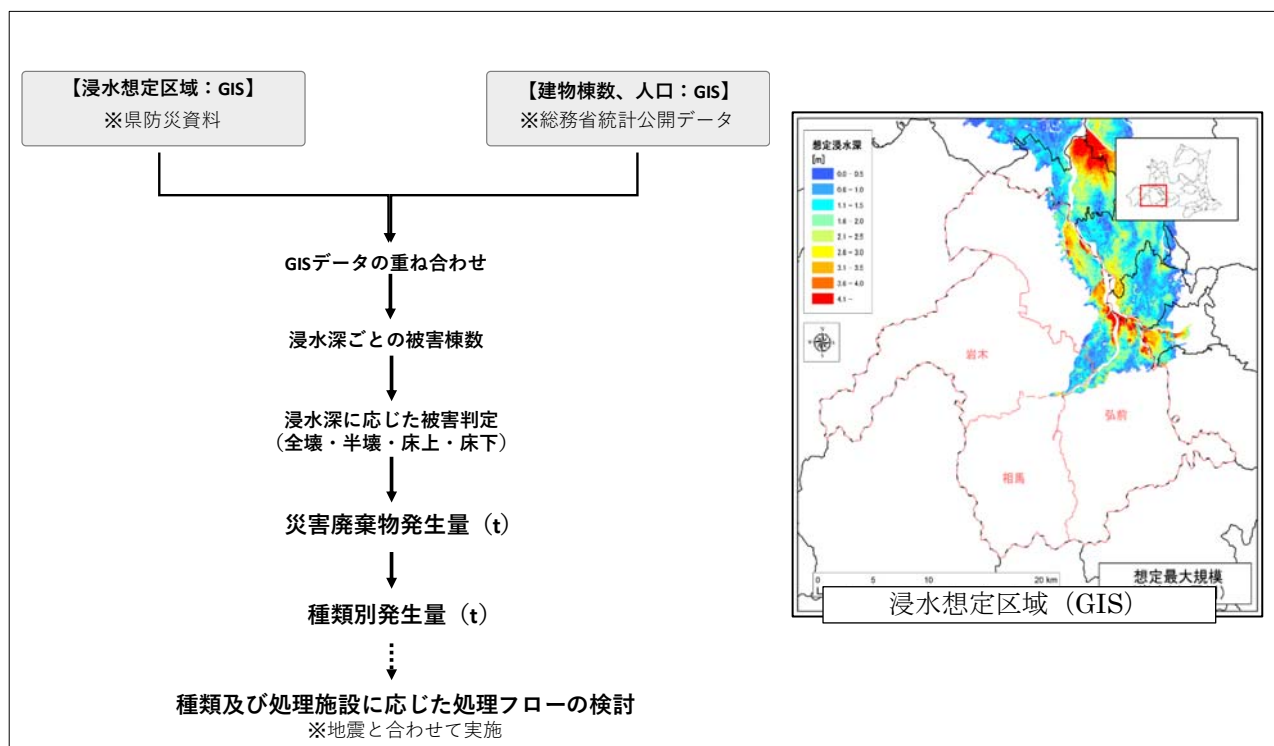 【浸水想定区域：GIS】
※県防災資料
【建物棟数、人口：GIS】
※総務省統計公開データ
GISデータの重ね合わせ
浸水深ごとの被害棟数
浸水深に応じた被害判定
（全壊・半壊・床上・床下）
災害廃棄物発生量（t）
種類別発生量（t）
種類及び処理施設に応じた処理フローの検討
※地震と合わせて実施
想定浸水深
[m]
0.0 - 0.5
0.6 - 1.0
1.1 - 1.5
1.6 - 2.0
2.1 - 2.5
2.6 - 3.0
3.1 - 3.5
3.6 - 4.0
4.1 -
N
W
E
S
岩木
弘前
相馬
0 5 10 20 km
想定最大規模
浸水想定区域（GIS）